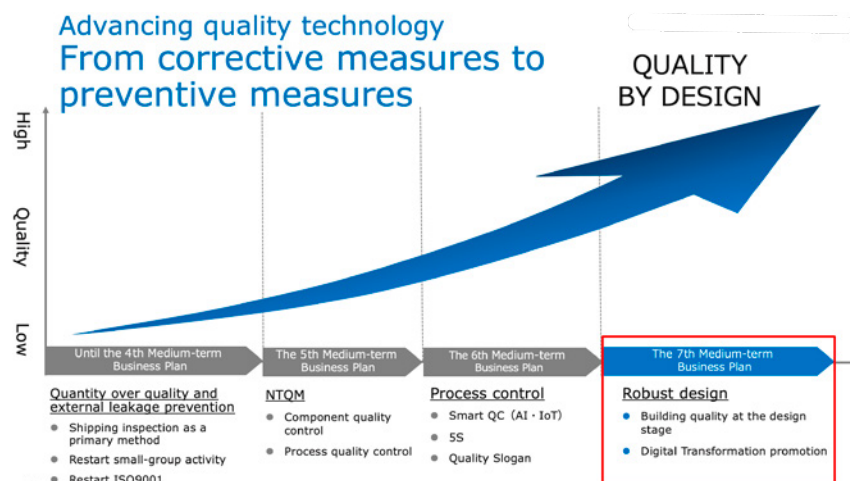 Advancing quality technology
From corrective measures to
preventive measures
QUALITY
BY DESIGN
High
Quality
Low
Until the 4th Medium-term
Business Plan
The 5th Medium-term
Business Plan
The 6th Medium-term
Business Plan
The 7th Medium-term
Business Plan
Quantity over quality and
external leakage prevention
Shipping inspection as a
primary method
Restart small-group activity
Restart ISO9001
NTQM
Component quality
control
Process quality control
Process control
Smart QC (AI・IoT)
5S
Quality Slogan
Robust design
Building quality at the design
stage
Digital Transformation promotion